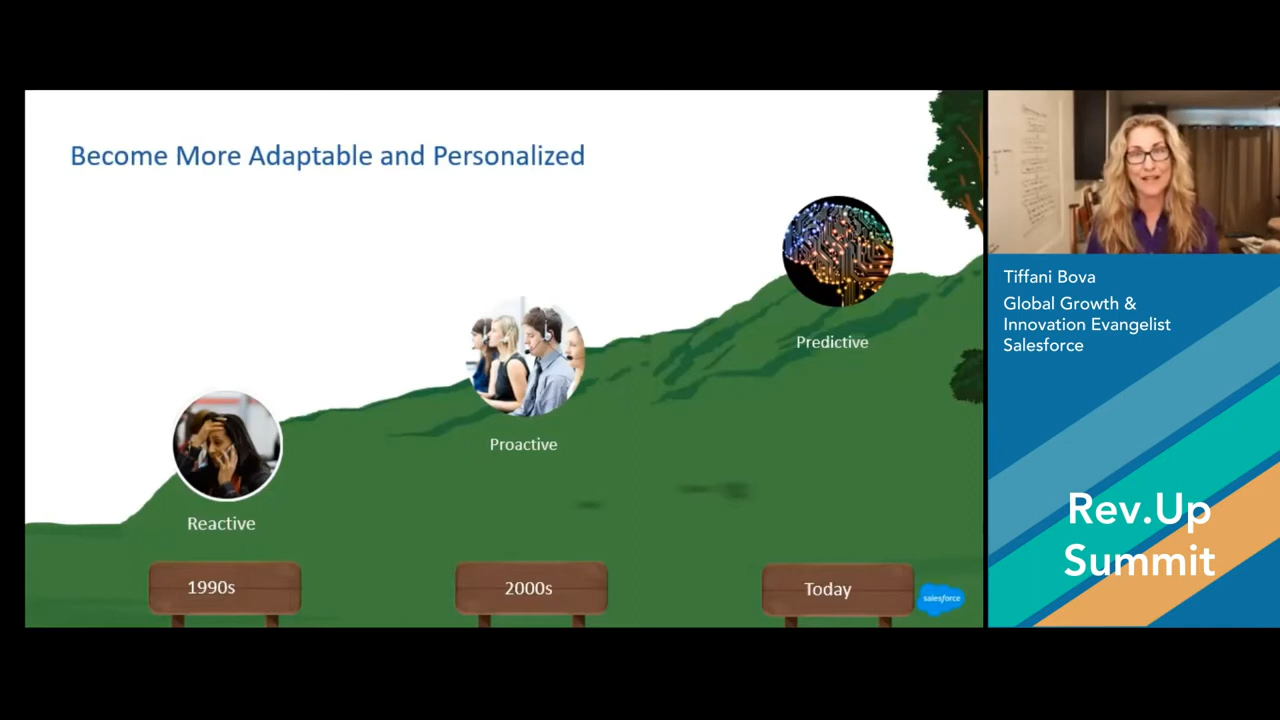 Become More Adaptable and Personalized
Predictive
Proactive
Reactive
1990s
2000s
Today
salesforce
Tiffani Bova
Global Growth &
Innovation Evangelist
Salesforce
Rev.Up
Summit